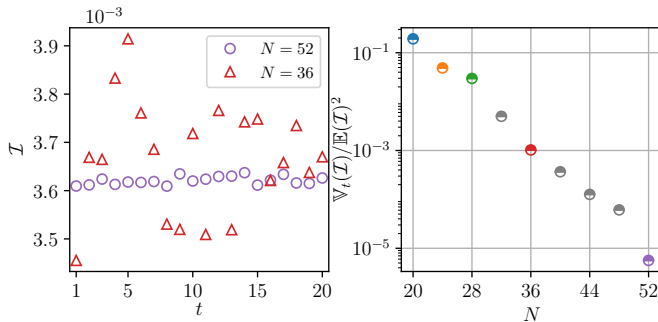 10⁻³
3.9
3.8
3.7
3.6
3.5
ℐ
N = 52
N = 36
1 5 10 15 20
t
𝕍ₜ(ℐ)/𝔼(ℐ)²
10⁻¹
10⁻³
10⁻⁵
20 28 36 44 52
N